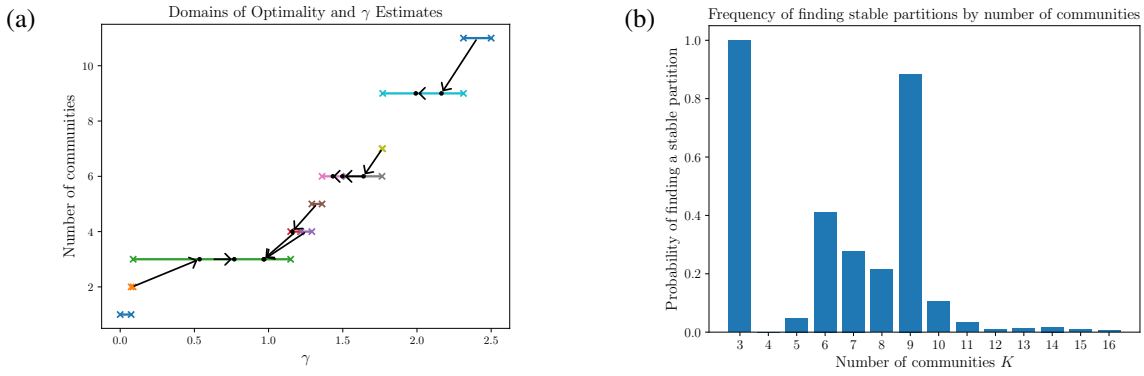 (a)
Domains of Optimality and γ Estimates
Number of communities
10
8
6
4
2
0.0 0.5 1.0 1.5 2.0 2.5
γ
(b)
Frequency of finding stable partitions by number of communities
Probability of finding a stable partition
1.0
0.8
0.6
0.4
0.2
0.0
3 4 5 6 7 8 9 10 11 12 13 14 15 16
Number of communities K